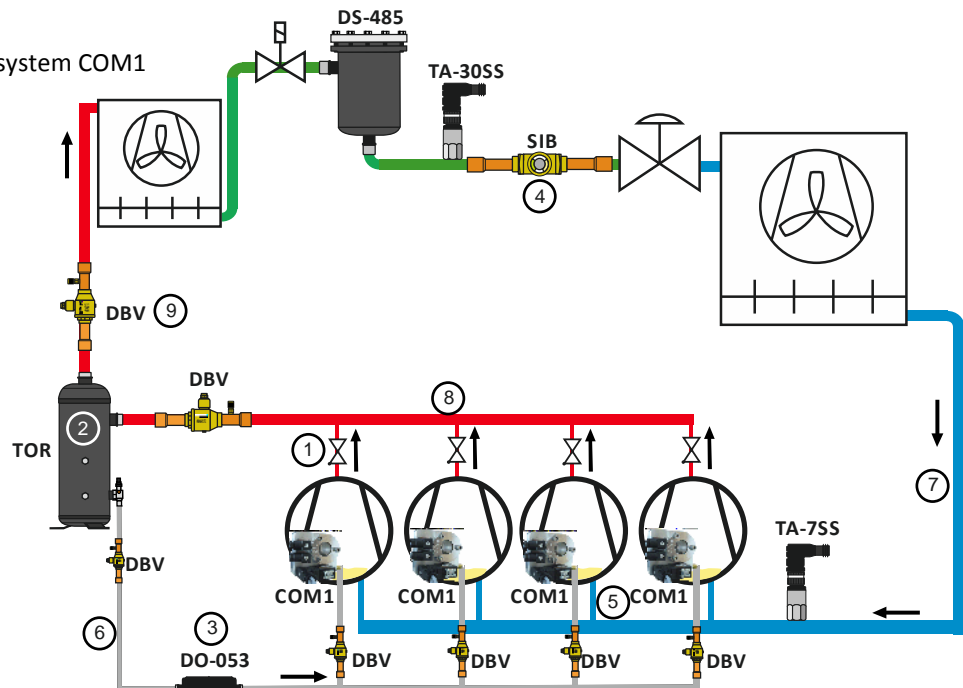 DS-485
system COM1
TA-30SS
SIB
4
DBV 9
DBV
8
2
TOR
1
7
TA-7SS
DBV
COM1 COM1 COM1 5 COM1
6
3
DO-053
DBV DBV DBV DBV